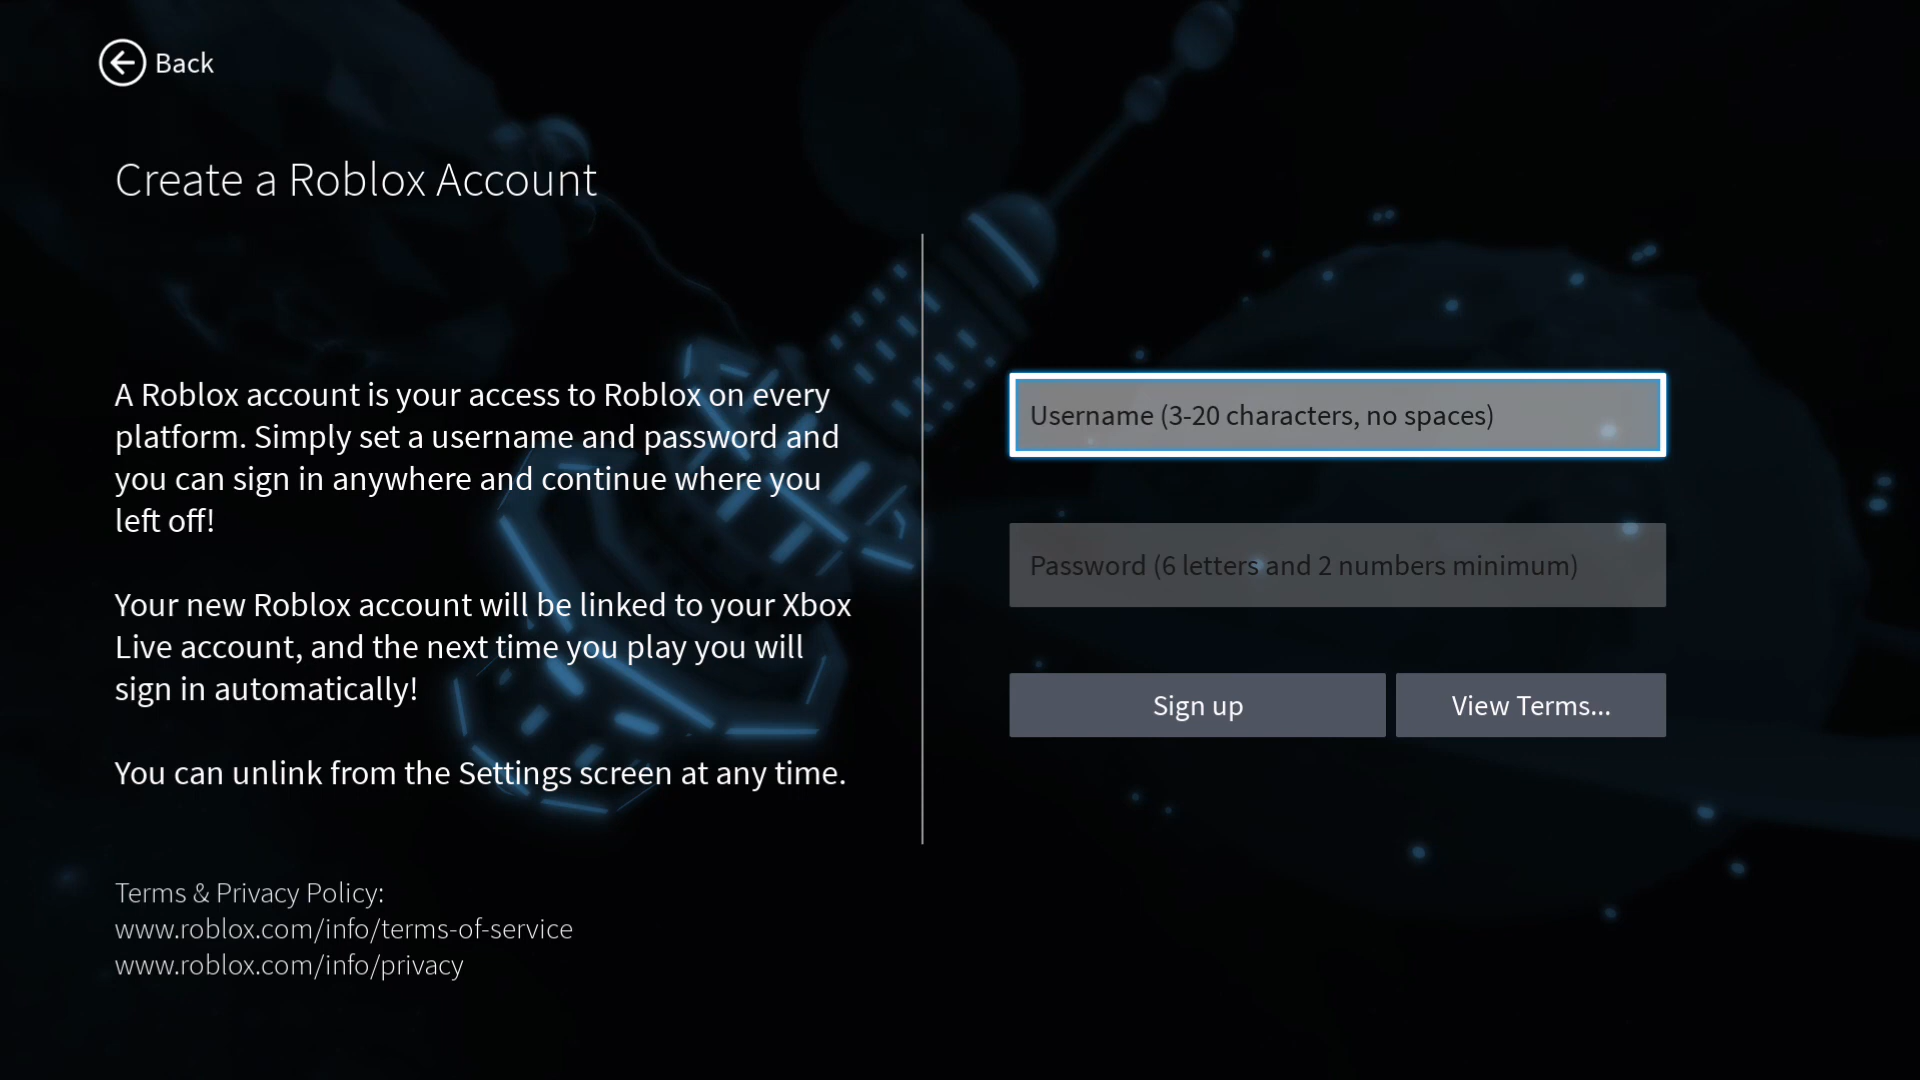 Back
Create a Roblox Account
A Roblox account is your access to Roblox on every
platform. Simply set a username and password and
you can sign in anywhere and continue where you
left off!
Your new Roblox account will be linked to your Xbox
Live account, and the next time you play you will
sign in automatically!
You can unlink from the Settings screen at any time.
Terms & Privacy Policy:
www.roblox.com/info/terms-of-service
www.roblox.com/info/privacy
Username (3-20 characters, no spaces)
Password (6 letters and 2 numbers minimum)
Sign up
View Terms...